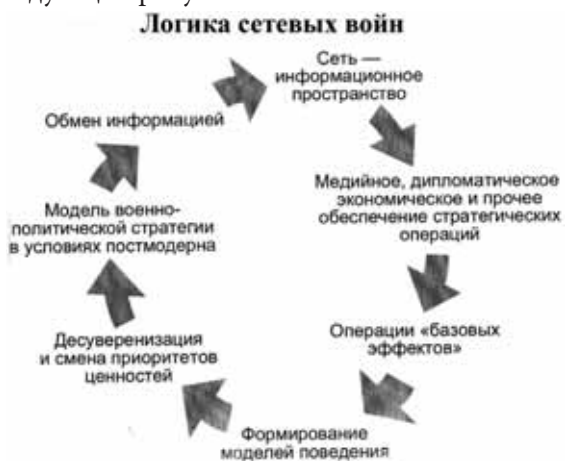 Логика сетевых войн
Сеть —
информационное
пространство
Медийное, дипломатическое
экономическое и прочее
обеспечение стратегических
операций
Операции «базовых
эффектов»
Формирование
моделей поведения
Десуверенизация
и смена приоритетов
ценностей
Модель военно-
политической стратегии
в условиях постмодерна
Обмен информацией